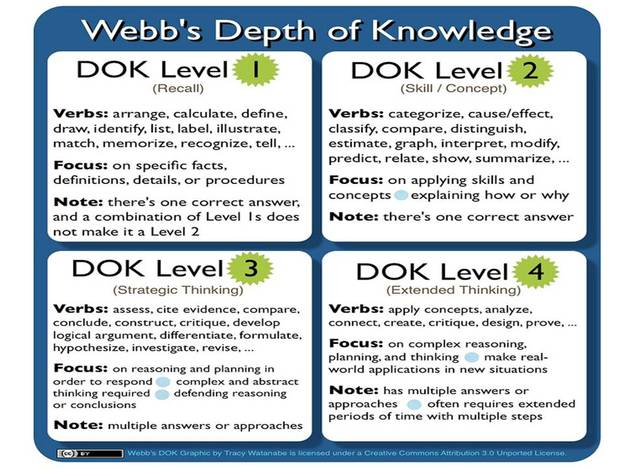 Webb's Depth of Knowledge
DOK Level 1
(Recall)
Verbs: arrange, calculate, define,
draw, identify, list, label, illustrate,
match, memorize, recognize, tell, ...
Focus: on specific facts,
definitions, details, or procedures
Note: there's one correct answer,
and a combination of Level 1s does
not make it a Level 2
DOK Level 2
(Skill / Concept)
Verbs: categorize, cause/effect,
classify, compare, distinguish,
estimate, graph, interpret, modify,
predict, relate, show, summarize, ...
Focus: on applying skills and
concepts explaining how or why
Note: there's one correct answer
DOK Level 3
(Strategic Thinking)
Verbs: assess, cite evidence, compare,
conclude, construct, critique, develop
logical argument, differentiate, formulate,
hypothesize, investigate, revise, ...
Focus: on reasoning and planning in
order to respond complex and abstract
thinking required defending reasoning
or conclusions
Note: multiple answers or approaches
DOK Level 4
(Extended Thinking)
Verbs: apply concepts, analyze,
connect, create, critique, design, prove, ...
Focus: on complex reasoning,
planning, and thinking make real-
world applications in new situations
Note: has multiple answers or
approaches often requires extended
periods of time with multiple steps
(cc) BY
Webb's DOK Graphic by Tracy Watanabe is licensed under a Creative Commons Attribution 3.0 Unported License.